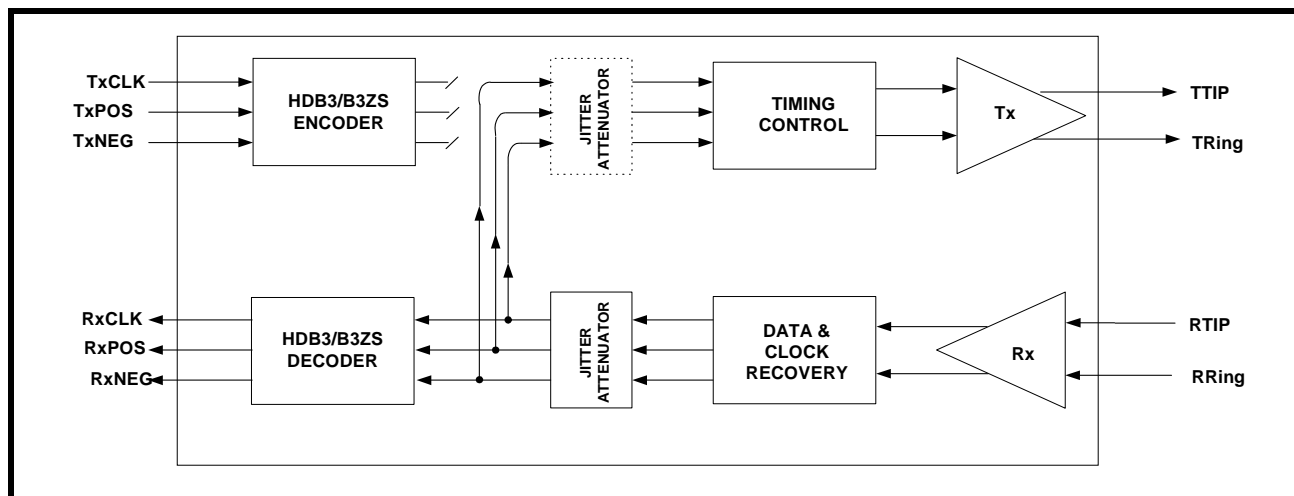 TxCLK
TxPOS
TxNEG
HDB3/B3ZS
ENCODER
JITTER
ATTENUATOR
TIMING
CONTROL
Tx
TTIP
TRing
RxCLK
RxPOS
RxNEG
HDB3/B3ZS
DECODER
JITTER
ATTENUATOR
DATA &
CLOCK
RECOVERY
Rx
RTIP
RRing